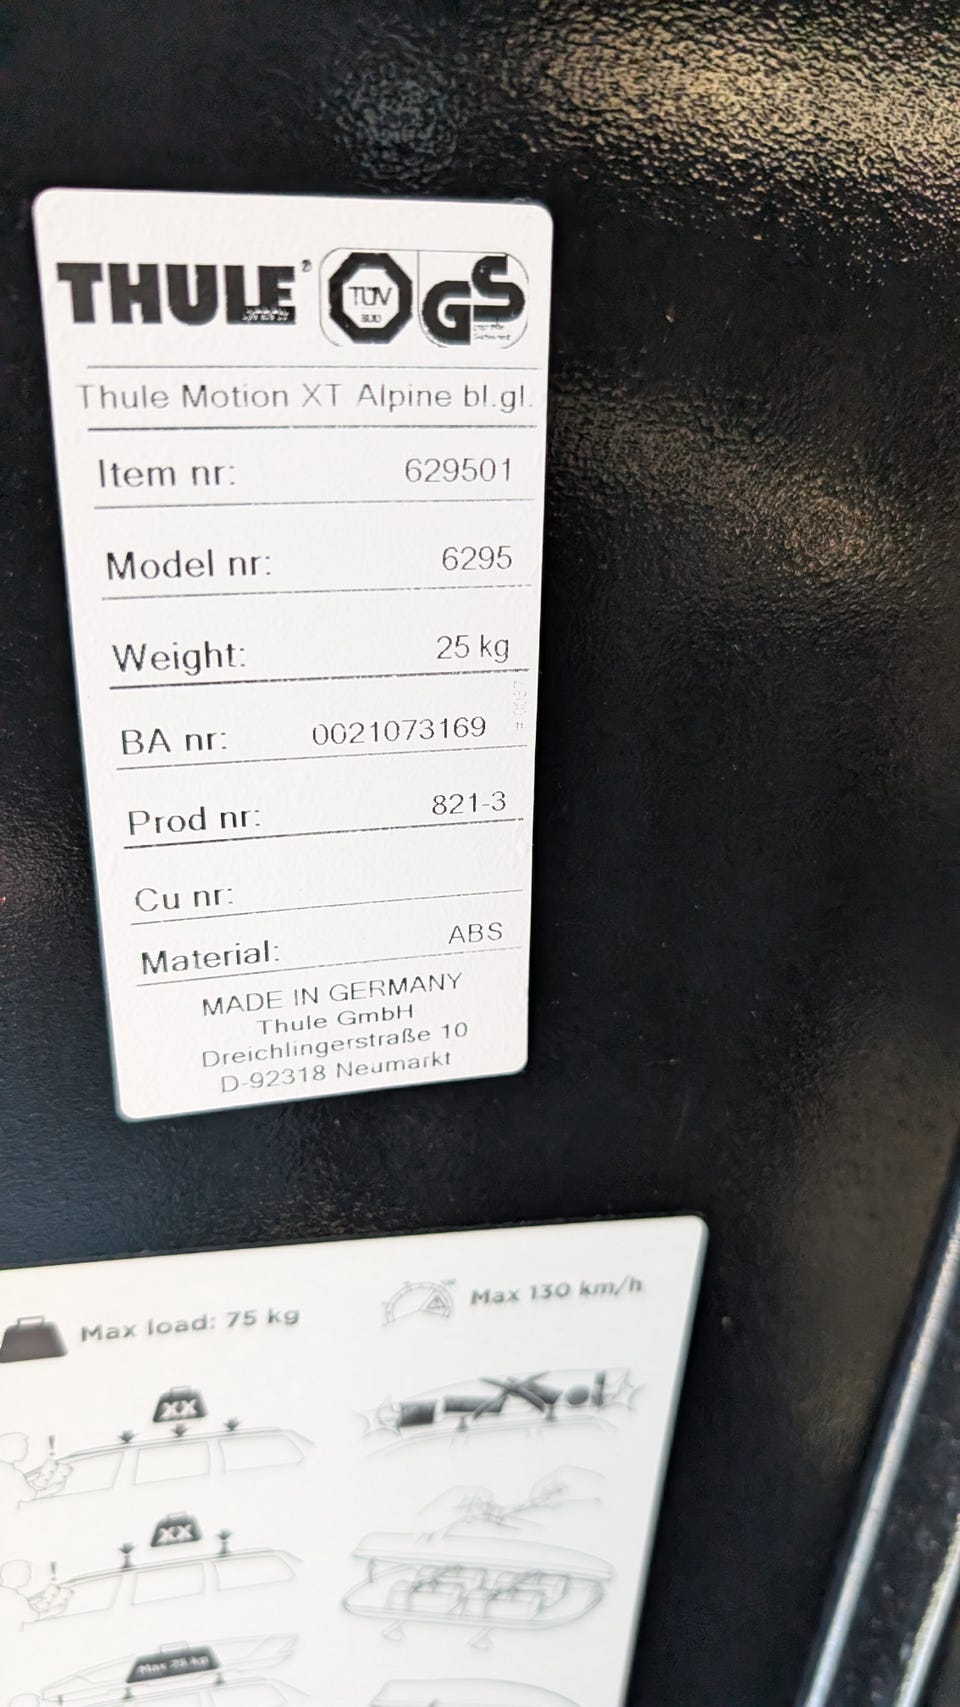 THULE®
TÜV
SÜD
GS
Thule Motion XT Alpine bl.gl.
Item nr: 629501
Model nr: 6295
Weight: 25 kg
BA nr: 0021073169
Prod nr: 821-3
Cu nr:
Material: ABS
MADE IN GERMANY
Thule GmbH
Dreichlingerstraße 10
D-92318 Neumarkt
Max load: 75 kg
Max 130 km/h
XX
!
XX
!